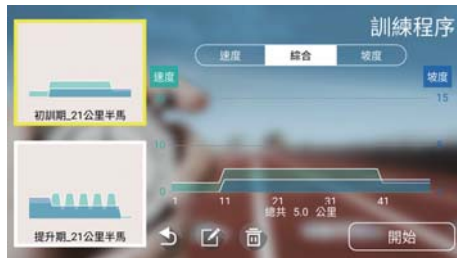 訓練程序
速度
綜合
坡度
速度
坡度
15
初訓期_21公里半馬
10
0
1
11
21
31
41
總共 5.0 公里
提升期_21公里半馬
開始